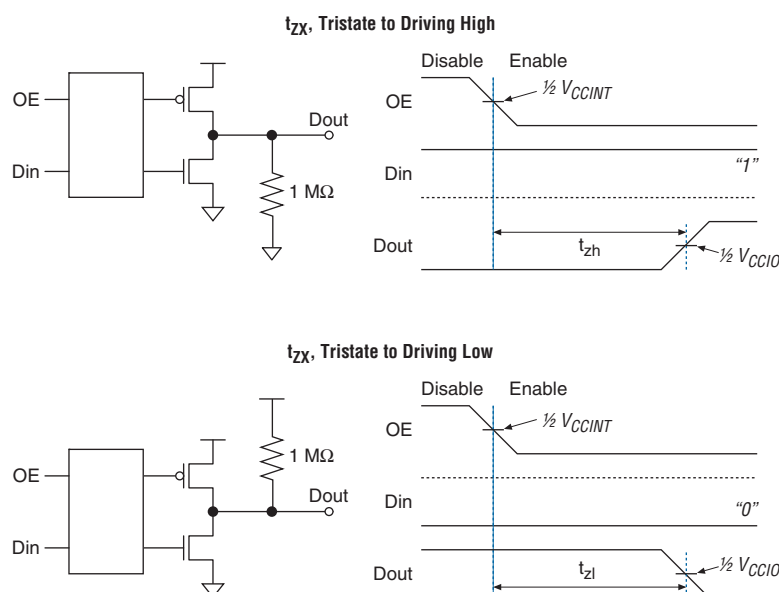 tZX, Tristate to Driving High
Disable Enable
OE
½ VCCINT
OE
Dout
Din
"1"
Din
1 MΩ
Dout
tzh
½ VCCIO
tZX, Tristate to Driving Low
Disable Enable
OE
½ VCCINT
1 MΩ
OE
Dout
Din
"0"
Din
Dout
tzl
½ VCCIO